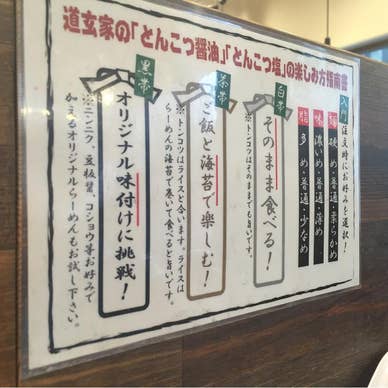 道玄家の「とんこつ醤油」「とんこつ塩」の楽しみ方指南書
入門
注文時にお好みを選択!
麺 硬め・普通・柔らかめ
味 濃いめ・普通・薄め
脂 多め・普通・少なめ
白帯
そのまま食べる!
※トンコツはそのままでも旨いです。
茶帯
ご飯と海苔で楽しむ!
※トンコツはライスと合います。ライスは
らーめんの海苔で巻いて食べると旨いです。
黒帯
オリジナル味付けに挑戦!
※ニンニク、豆板醤、コショウ等お好みで
加えるオリジナルらーめんもお試し下さい。